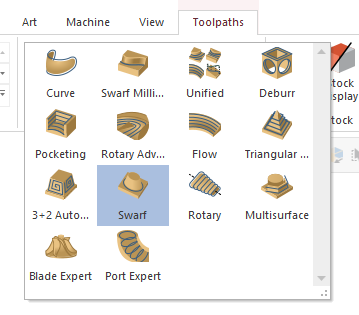 Art Machine View Toolpaths
Curve Swarf Milli... Unified Deburr
Pocketing Rotary Adv... Flow Triangular ...
3+2 Auto... Swarf Rotary Multisurface
Blade Expert Port Expert
tock
isplay
tock